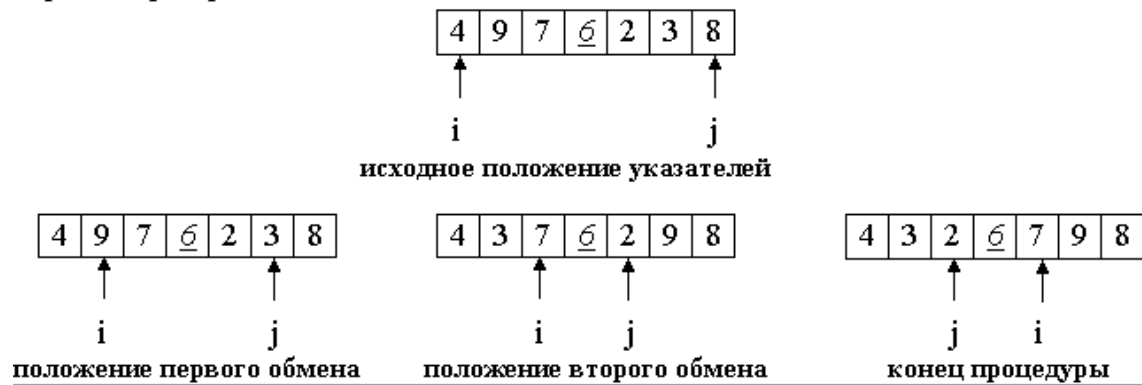 4 9 7 6 2 3 8
i j
исходное положение указателей
4 9 7 6 2 3 8
i j
положение первого обмена
4 3 7 6 2 9 8
i j
положение второго обмена
4 3 2 6 7 9 8
j i
конец процедуры